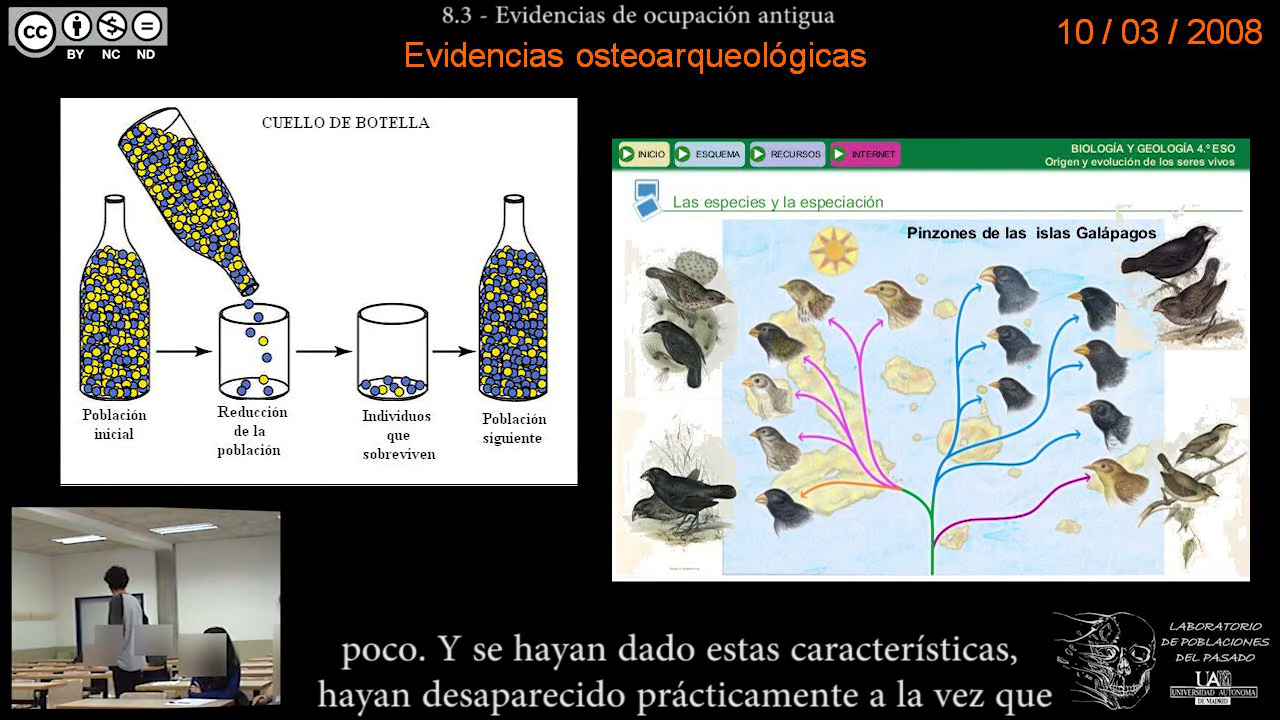 8.3 - Evidencias de ocupación antigua
Evidencias osteoarqueológicas
10 / 03 / 2008
cc
BY NC ND
CUELLO DE BOTELLA
Población
inicial
Reducción
de la
población
Individuos
que
sobreviven
Población
siguiente
INICIO
ESQUEMA
RECURSOS
INTERNET
BIOLOGÍA Y GEOLOGÍA 4.º ESO
Origen y evolución de los seres vivos
Las especies y la especiación
Pinzones de las islas Galápagos
poco. Y se hayan dado estas características,
hayan desaparecido prácticamente a la vez que
LABORATORIO
DE POBLACIONES
DEL PASADO
UAM
UNIVERSIDAD AUTONOMA
DE MADRID